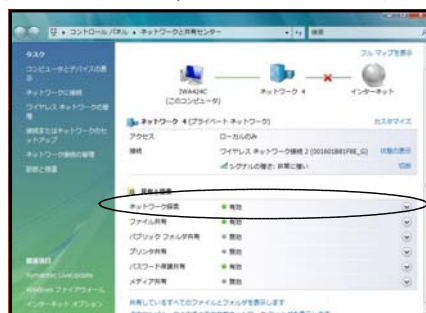 コントロール パネル ▸ ネットワークと共有センター
検索
タスク
コンピュータとデバイスの表示
ネットワークに接続
ワイヤレス ネットワークの管理
接続またはネットワークのセットアップ
ネットワーク接続の管理
診断と修復
フル マップを表示
IWA424C
(このコンピュータ)
ネットワーク 4
インターネット
ネットワーク 4 (プライベート ネットワーク)
カスタマイズ
アクセス
ローカルのみ
接続
ワイヤレス ネットワーク接続 2 (001601B81FBE_G)
状態の表示
シグナルの強さ: 非常に強い
切断
共有と探索
ネットワーク探索
有効
ファイル共有
有効
パブリック フォルダ共有
無効
プリンタ共有
無効
パスワード保護共有
有効
メディア共有
無効
共有しているすべてのファイルとフォルダを表示します
関連項目
Symantec LiveUpdate
Windows ファイアウォール
インターネット オプション